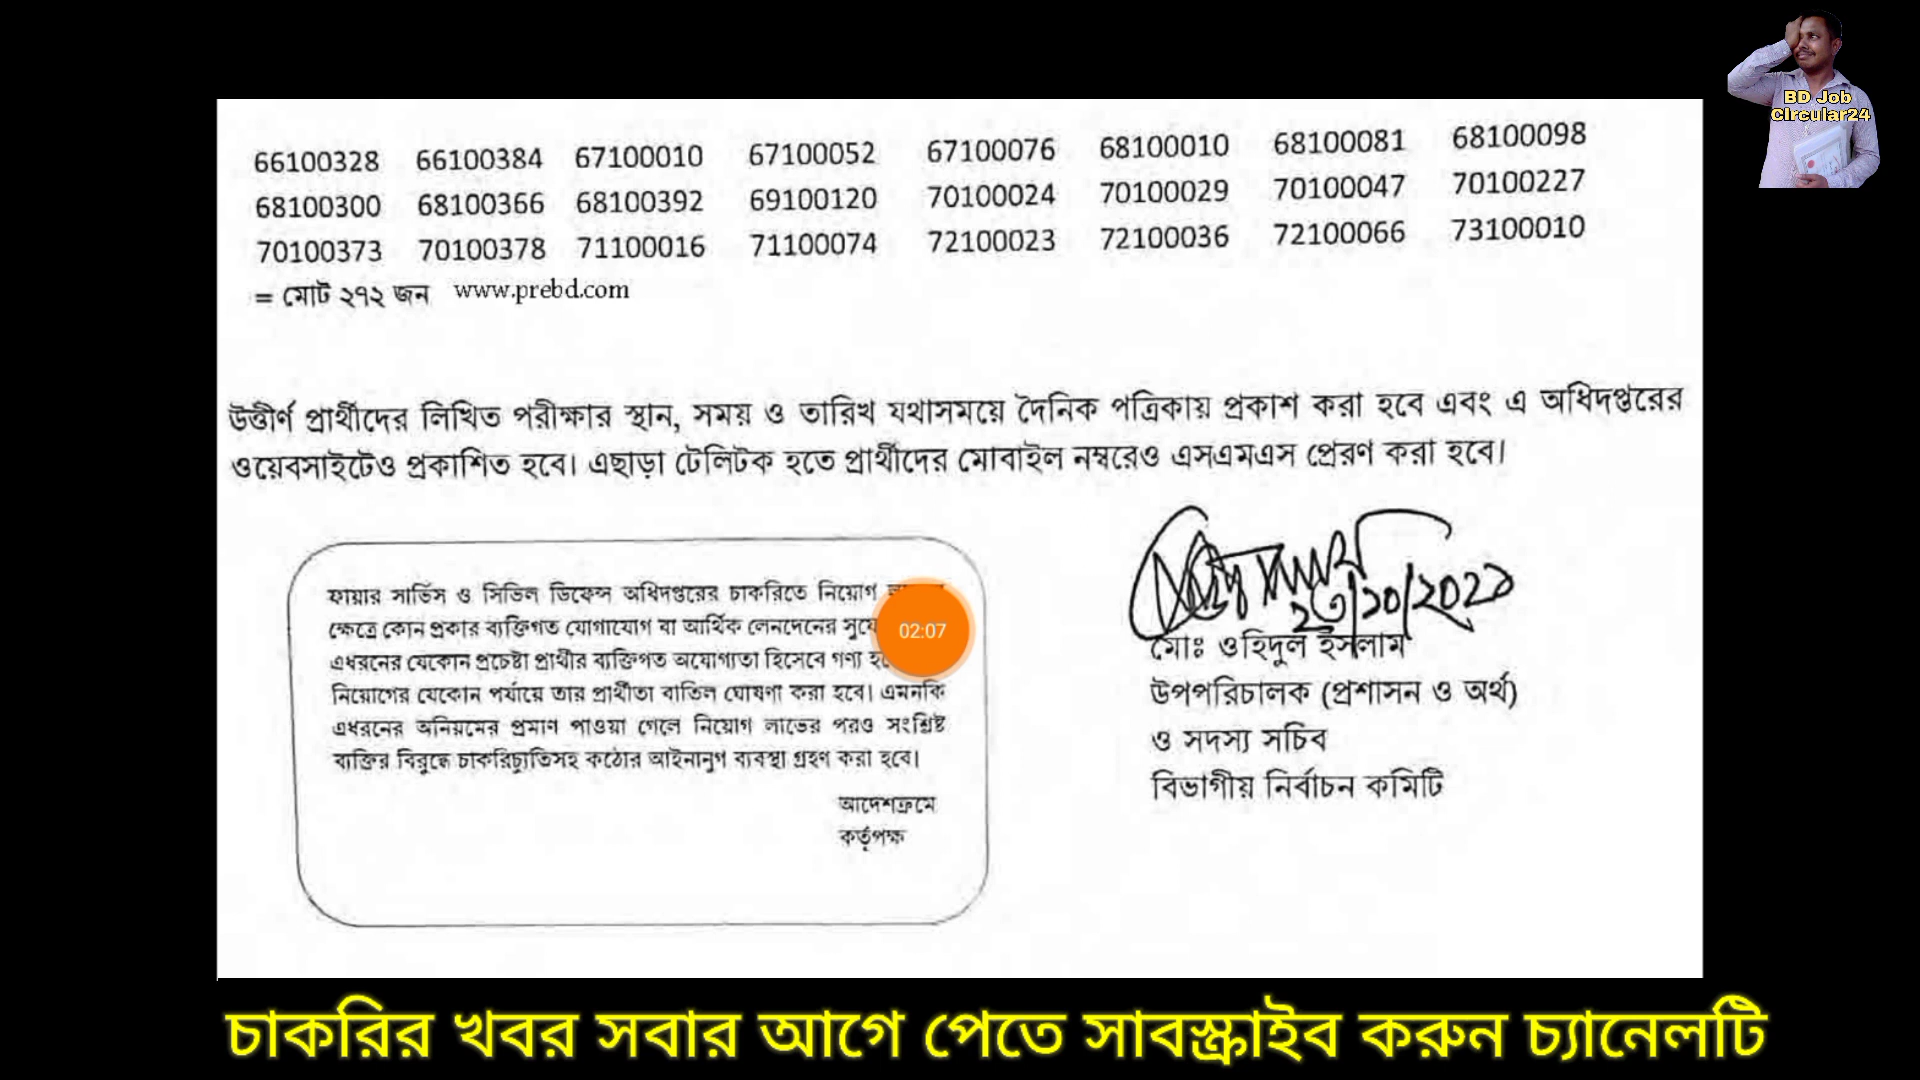 BD Job
CIrcular24
66100328 66100384 67100010 67100052 67100076 68100010 68100081 68100098
68100300 68100366 68100392 69100120 70100024 70100029 70100047 70100227
70100373 70100378 71100016 71100074 72100023 72100036 72100066 73100010
= মোট ২৭২ জন www.prebd.com
উত্তীর্ণ প্রার্থীদের লিখিত পরীক্ষার স্থান, সময় ও তারিখ যথাসময়ে দৈনিক পত্রিকায় প্রকাশ করা হবে এবং এ অধিদপ্তরের
ওয়েবসাইটেও প্রকাশিত হবে। এছাড়া টেলিটক হতে প্রার্থীদের মোবাইল নম্বরেও এসএমএস প্রেরণ করা হবে।
ফায়ার সার্ভিস ও সিভিল ডিফেন্স অধিদপ্তরের চাকরিতে নিয়োগ
ক্ষেত্রে কোন প্রকার ব্যক্তিগত যোগাযোগ বা আর্থিক লেনদেনের
এধরনের যেকোন প্রচেষ্টা প্রার্থীর ব্যক্তিগত অযোগ্যতা হিসেবে গণ্য
নিয়োগের যেকোন পর্যায়ে তার প্রার্থীতা বাতিল ঘোষণা করা হবে। এমনকি
এধরনের অনিয়মের প্রমাণ পাওয়া গেলে নিয়োগ লাভের পরও সংশ্লিষ্ট
ব্যক্তির বিরুদ্ধে চাকরিচ্যুতিসহ কঠোর আইনানুগ ব্যবস্থা গ্রহণ করা হবে।
আদেশক্রমে
কর্তৃপক্ষ
02:07
মোঃ ওহিদুল ইসলাম
উপপরিচালক (প্রশাসন ও অর্থ)
ও সদস্য সচিব
বিভাগীয় নির্বাচন কমিটি
চাকরির খবর সবার আগে পেতে সাবস্ক্রাইব করুন চ্যানেলটি